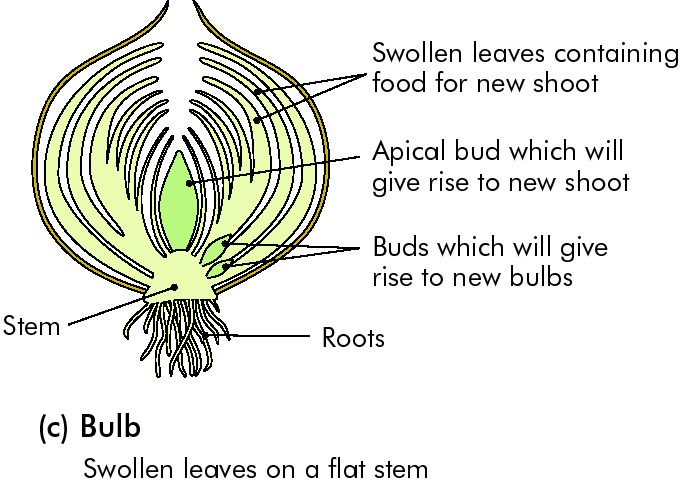 Swollen leaves containing
food for new shoot
Apical bud which will
give rise to new shoot
Buds which will give
rise to new bulbs
Stem
Roots
(c) Bulb
Swollen leaves on a flat stem